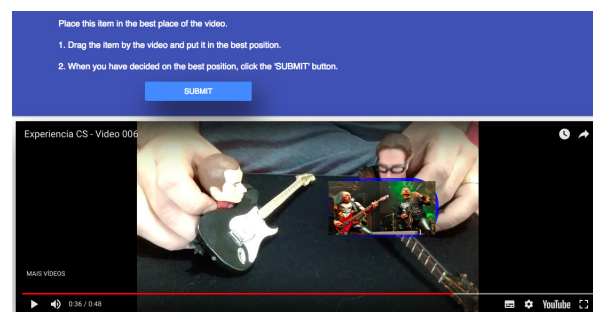 Place this item in the best place of the video.
1. Drag the item by the video and put it in the best position.
2. When you have decided on the best position, click the 'SUBMIT' button.
SUBMIT
Experiencia CS - Video 006
MAIS VÍDEOS
0:36 / 0:48
YouTube